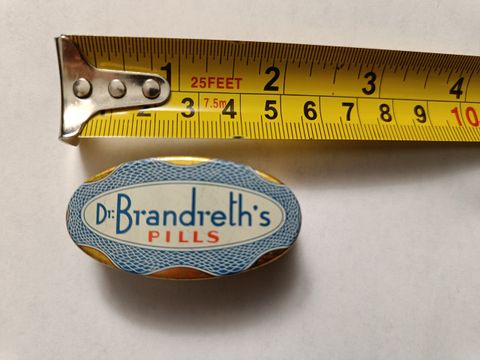 1 25FEET 2 3 4
2 3 7.5m 4 5 6 7 8 9 10
Dr. Brandreth's
PILLS